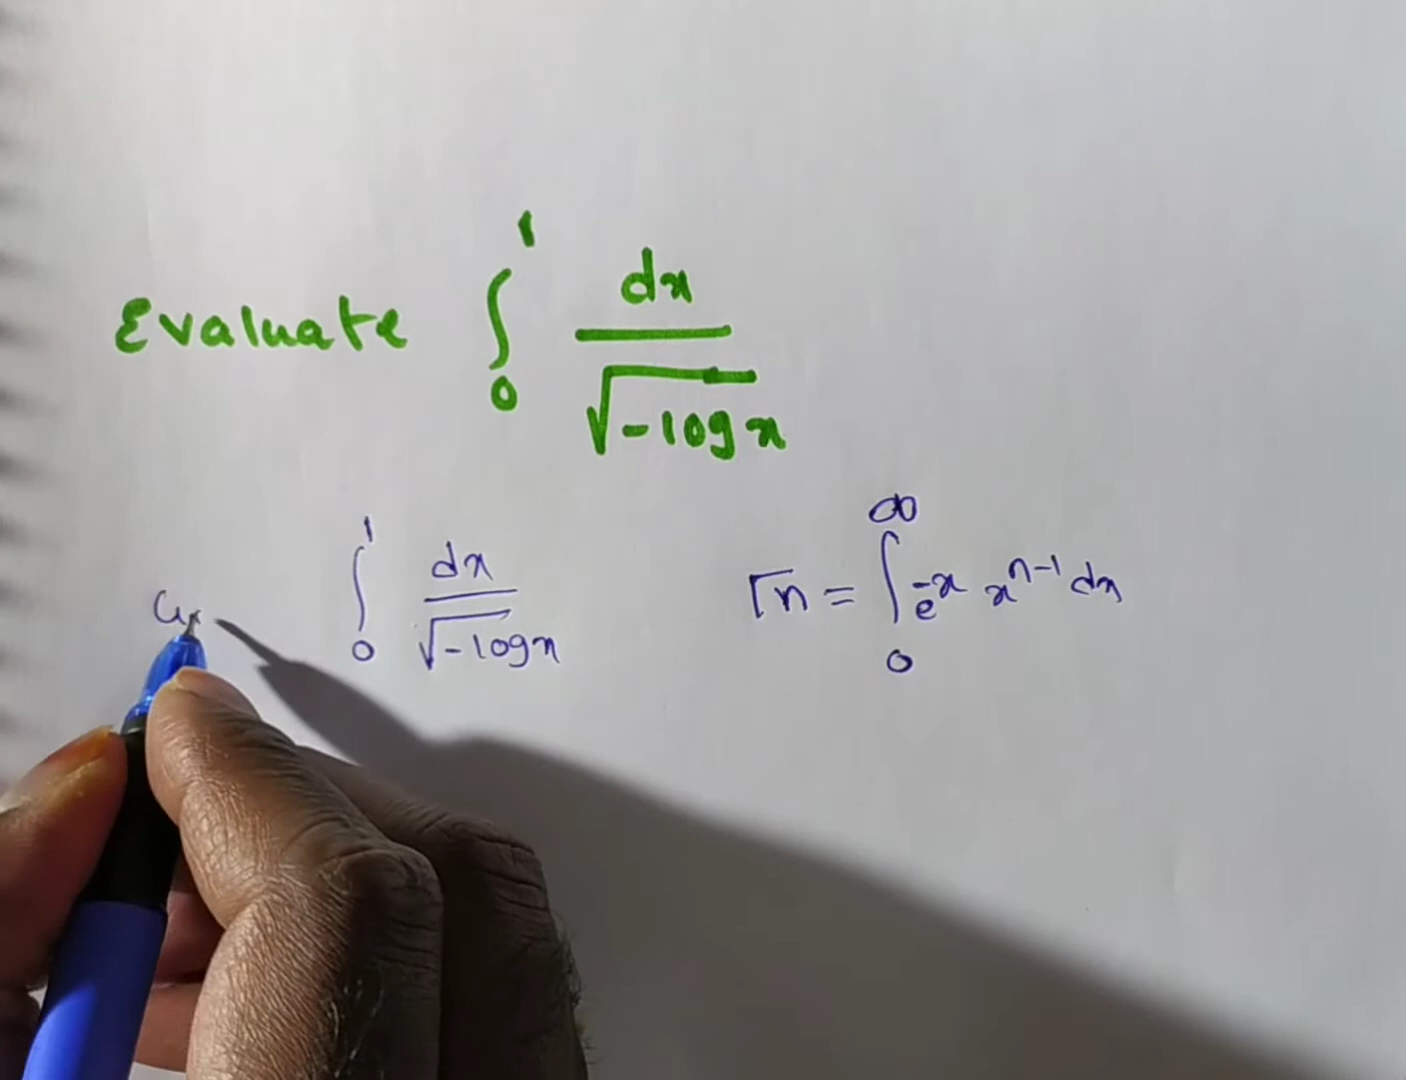 Evaluate ∫₀¹ dx/√(-log x)
∫₀¹ dx/√(-log x) Γn = ∫₀^∞ e^(-x) x^(n-1) dx